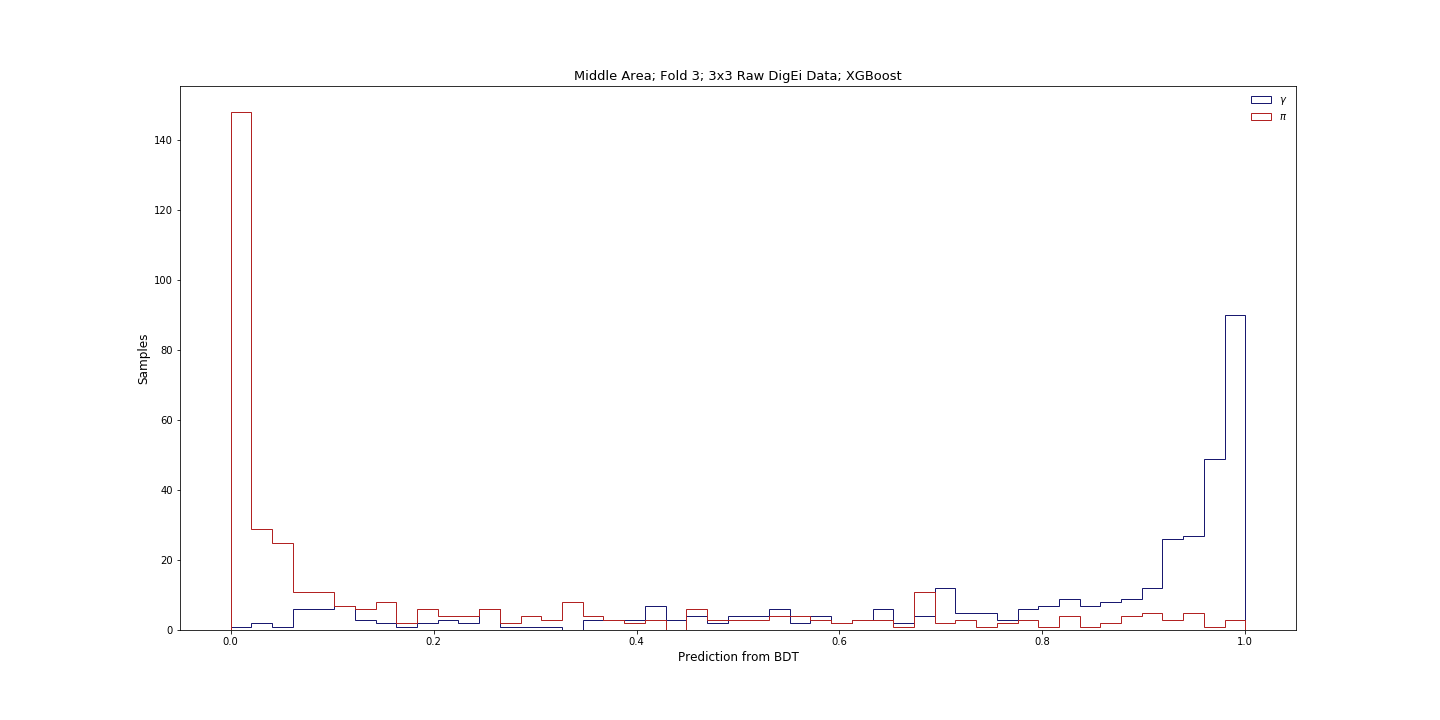 Middle Area; Fold 3; 3x3 Raw DigEi Data; XGBoost
γ
π
140
120
100
80
60
40
20
0
Samples
0.0 0.2 0.4 0.6 0.8 1.0
Prediction from BDT